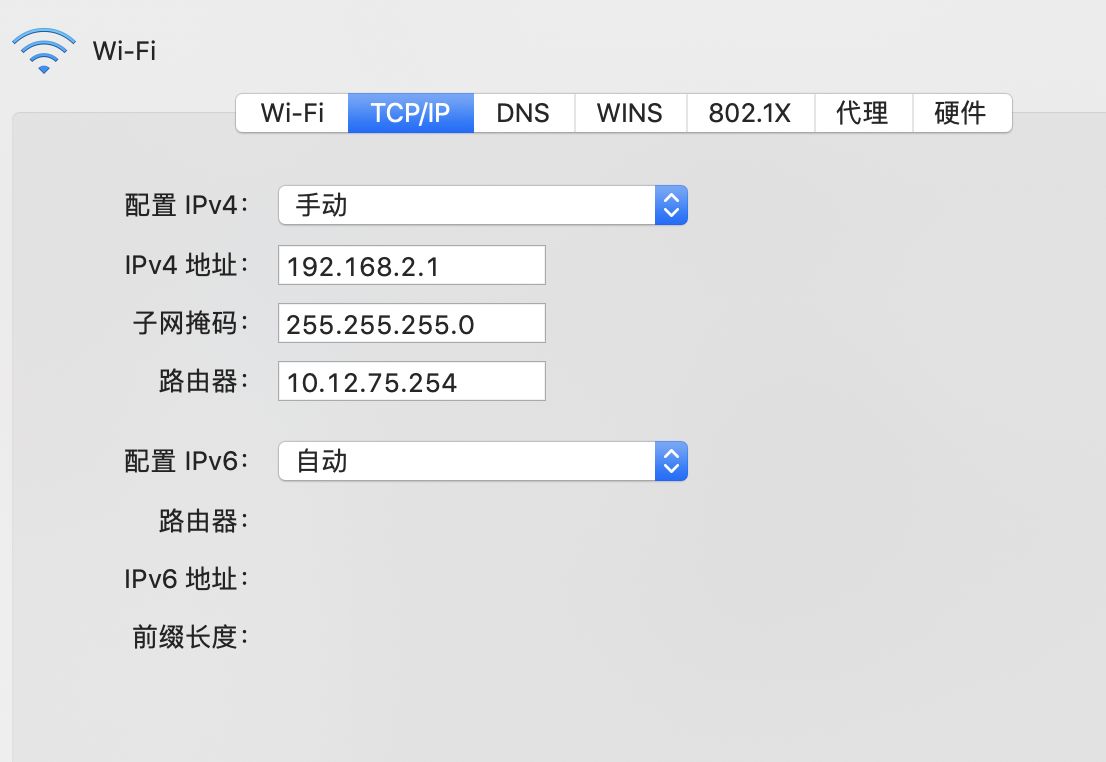 Wi-Fi
Wi-Fi TCP/IP DNS WINS 802.1X 代理 硬件
配置 IPv4： 手动
IPv4 地址： 192.168.2.1
子网掩码： 255.255.255.0
路由器： 10.12.75.254
配置 IPv6： 自动
路由器：
IPv6 地址：
前缀长度：